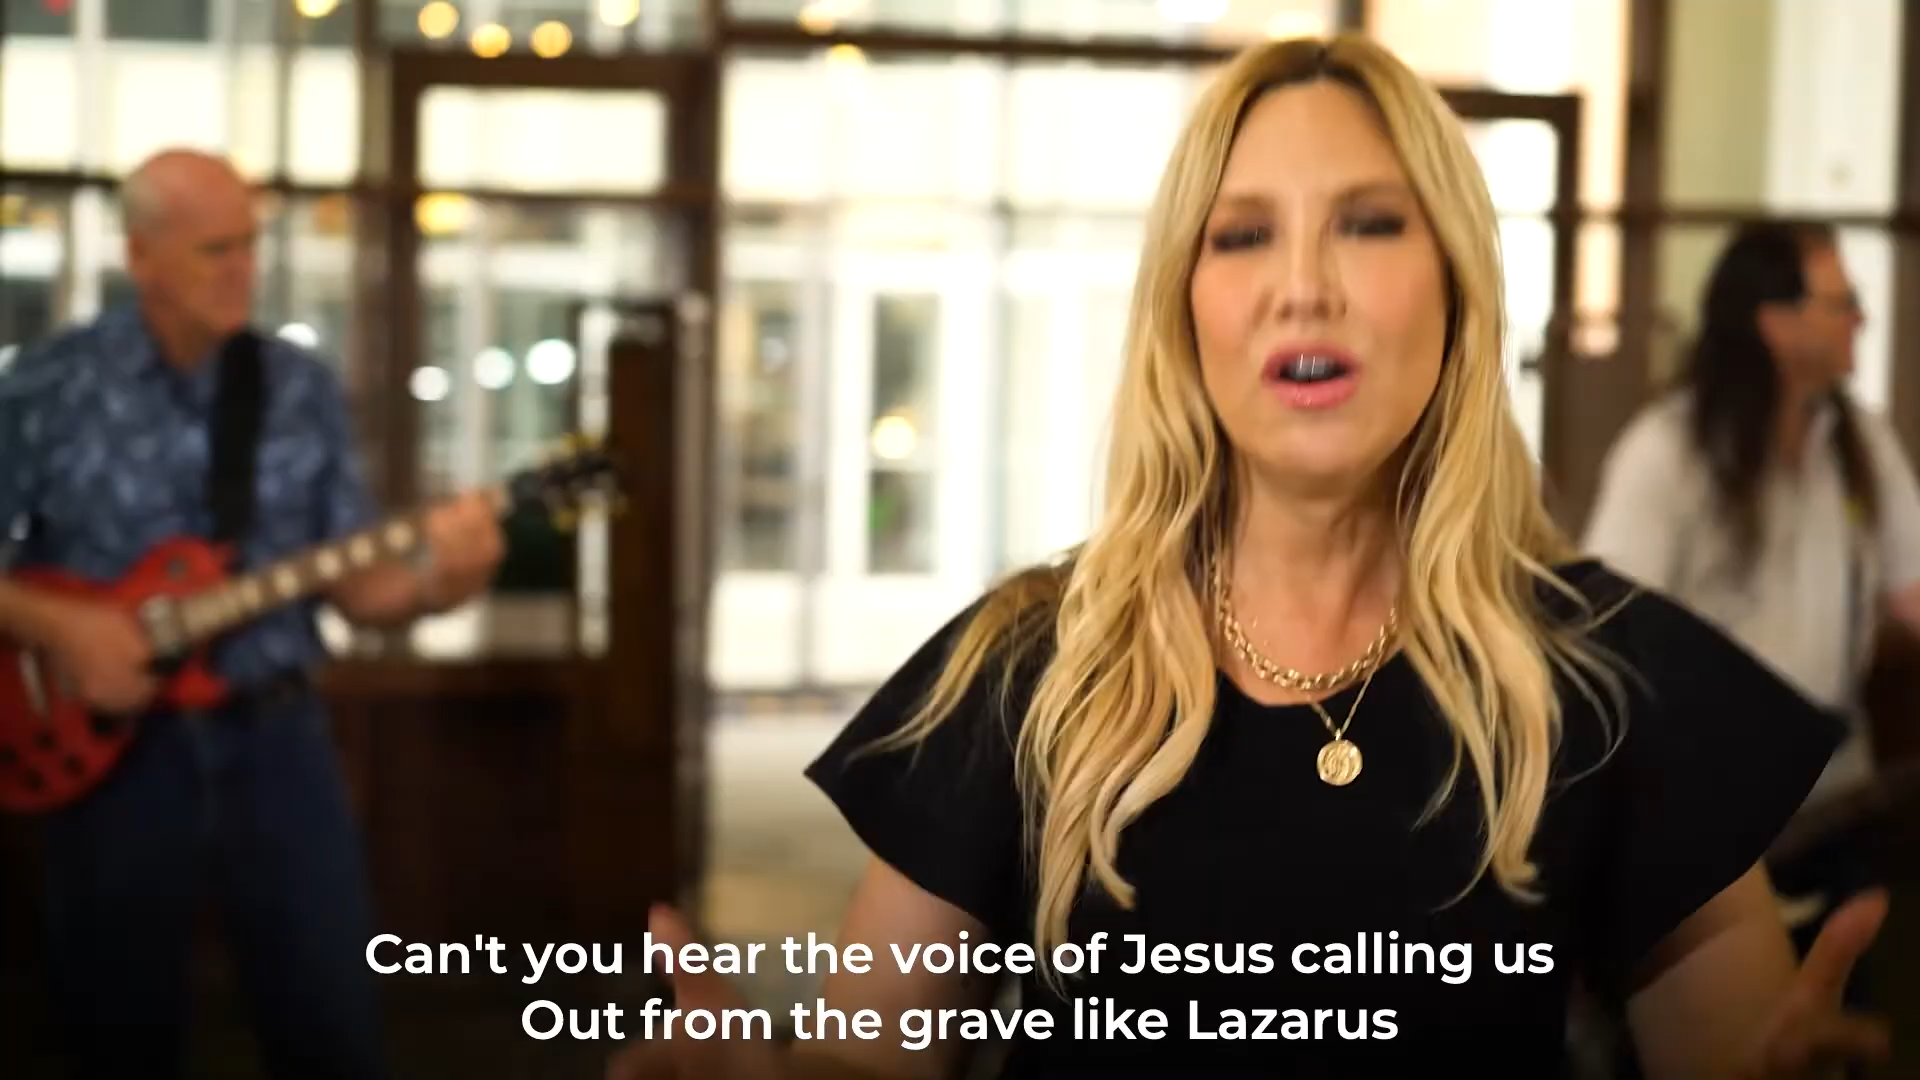 Can't you hear the voice of Jesus calling us
Out from the grave like Lazarus